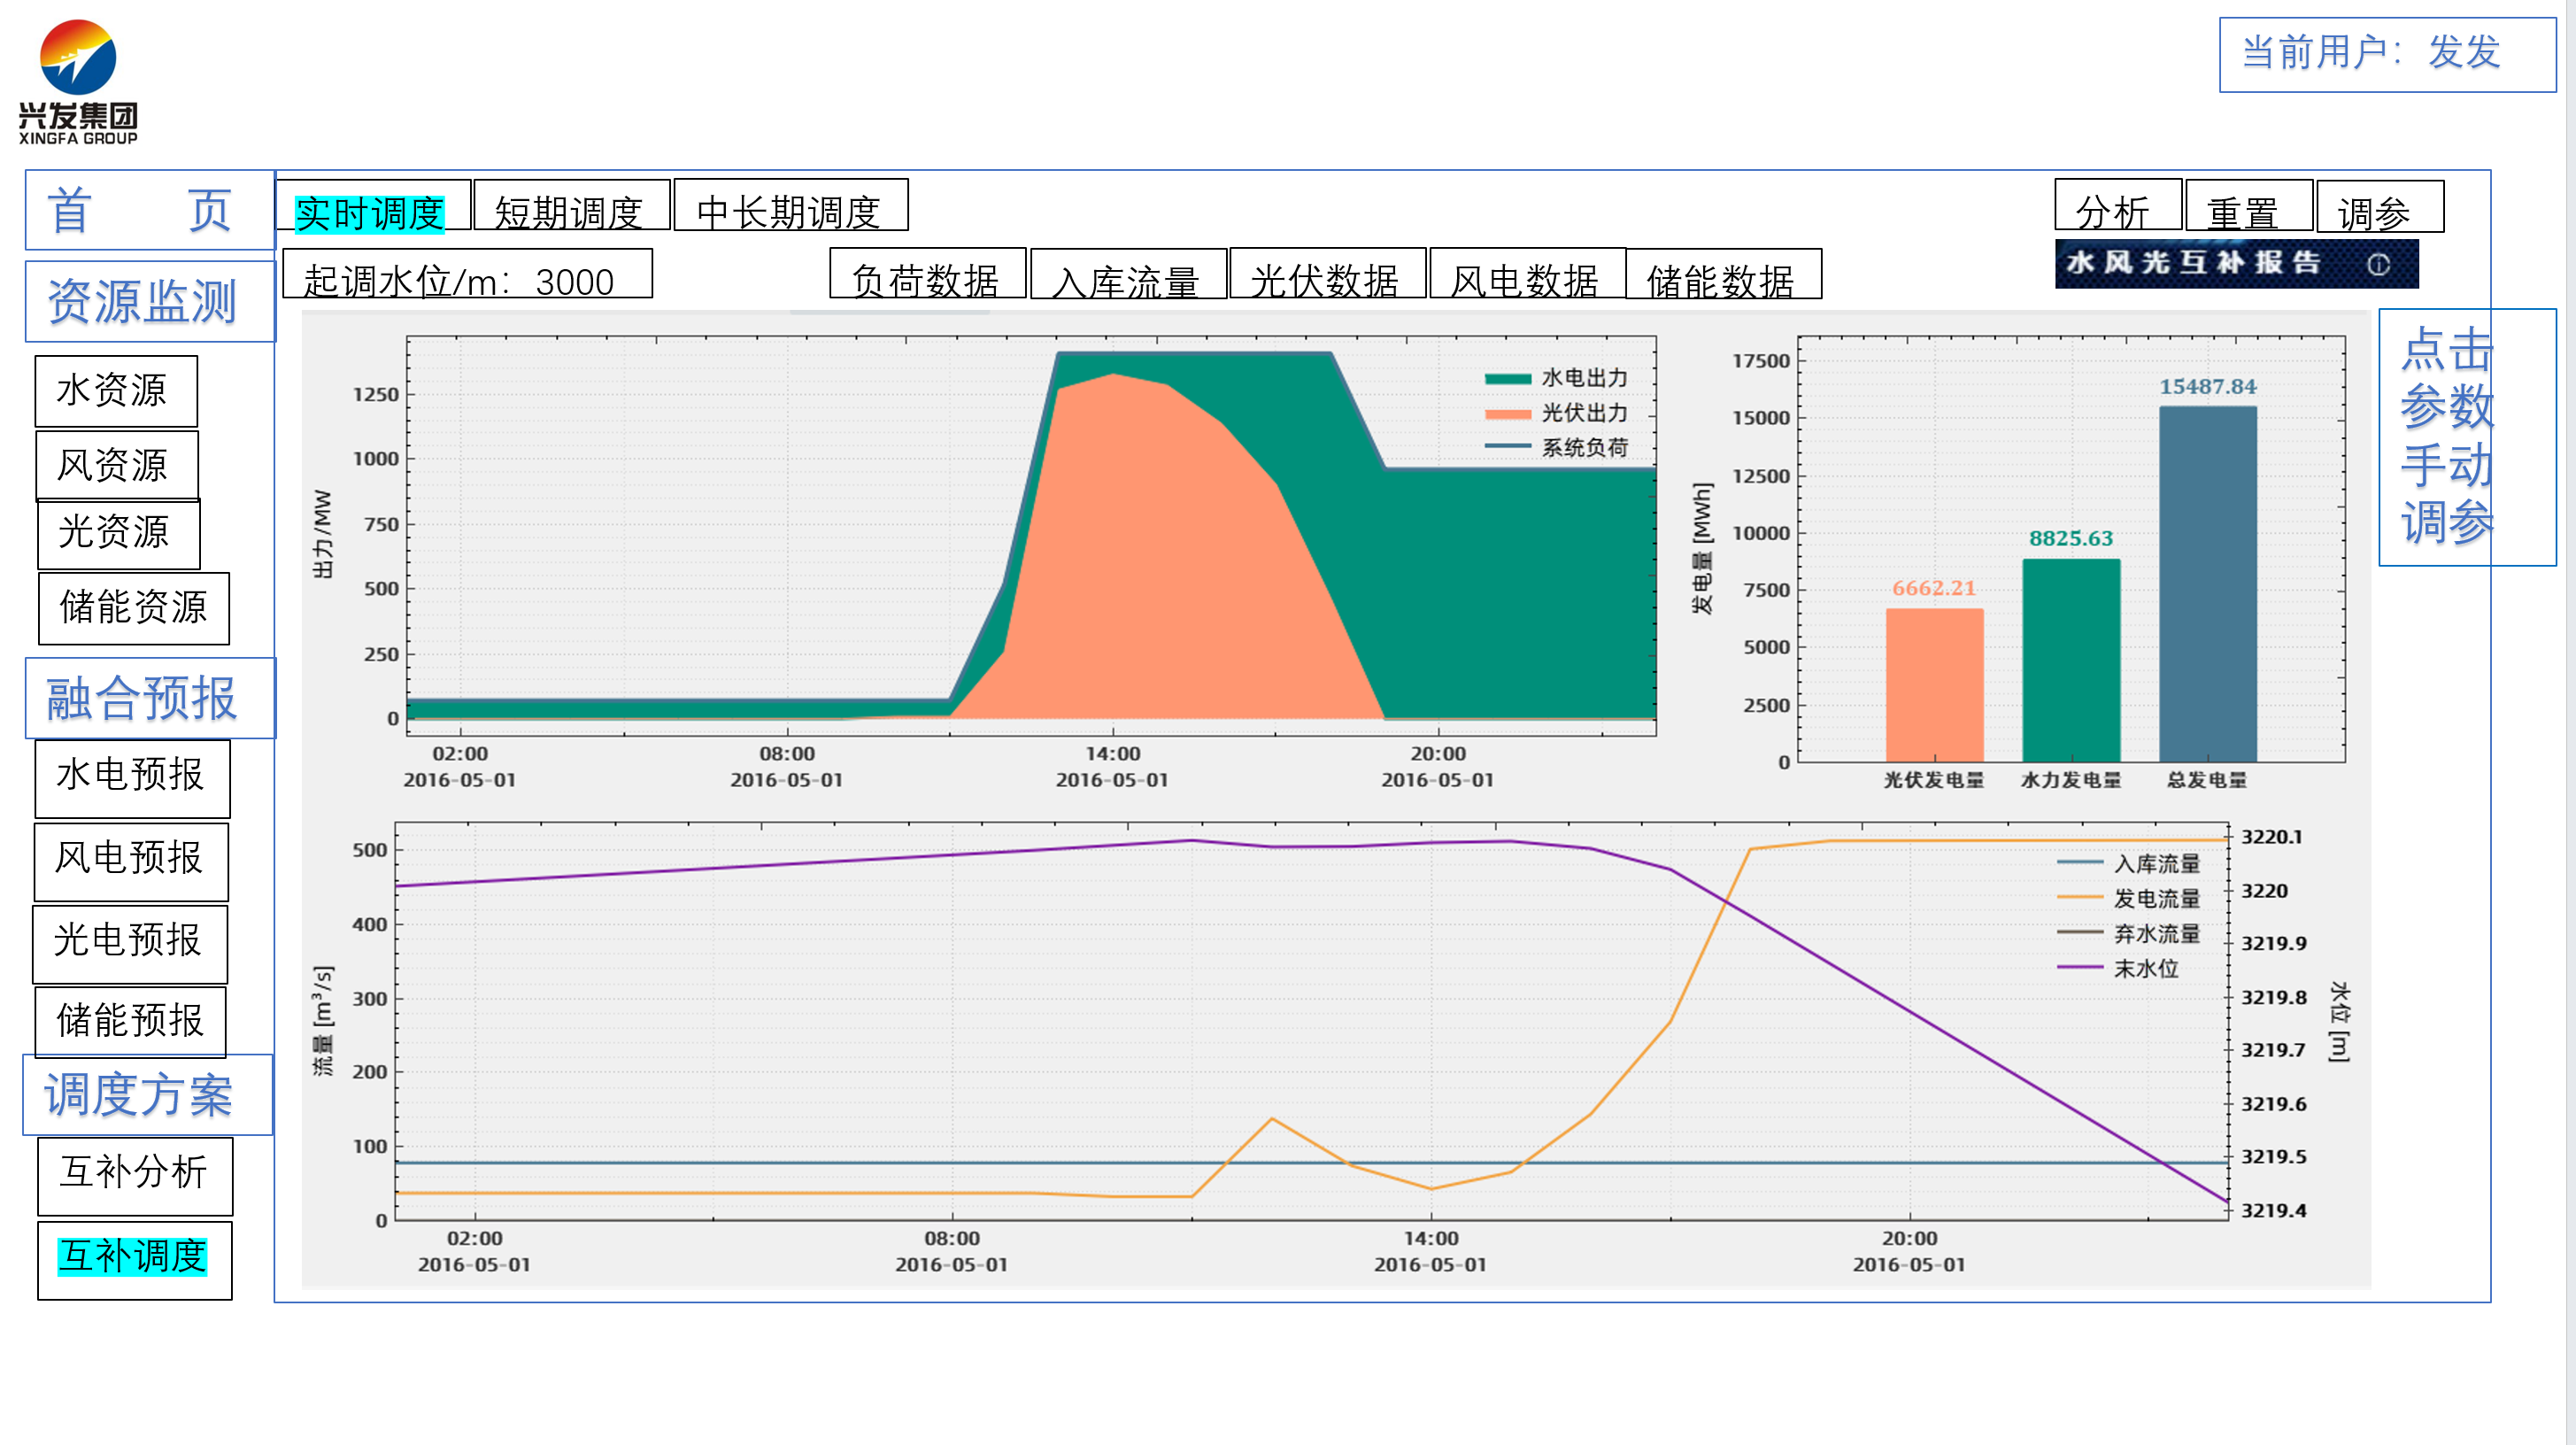 兴发集团
XINGFA GROUP
当前用户：发发
首 页
资源监测
水资源
风资源
光资源
储能资源
融合预报
水电预报
风电预报
光电预报
储能预报
调度方案
互补分析
互补调度
实时调度
短期调度
中长期调度
分析
重置
调参
起调水位/m：3000
负荷数据
入库流量
光伏数据
风电数据
储能数据
水风光互补报告
点击
参数
手动
调参
出力/MW
1250
1000
750
500
250
0
水电出力
光伏出力
系统负荷
02:00
2016-05-01
08:00
2016-05-01
14:00
2016-05-01
20:00
2016-05-01
发电量 [MWh]
17500
15000
12500
10000
7500
5000
2500
0
6662.21
8825.63
15487.84
光伏发电量
水力发电量
总发电量
流量 [m³/s]
500
400
300
200
100
0
入库流量
发电流量
弃水流量
末水位
3220.1
3220
3219.9
3219.8
3219.7
3219.6
3219.5
3219.4
水位 [m]
02:00
2016-05-01
08:00
2016-05-01
14:00
2016-05-01
20:00
2016-05-01